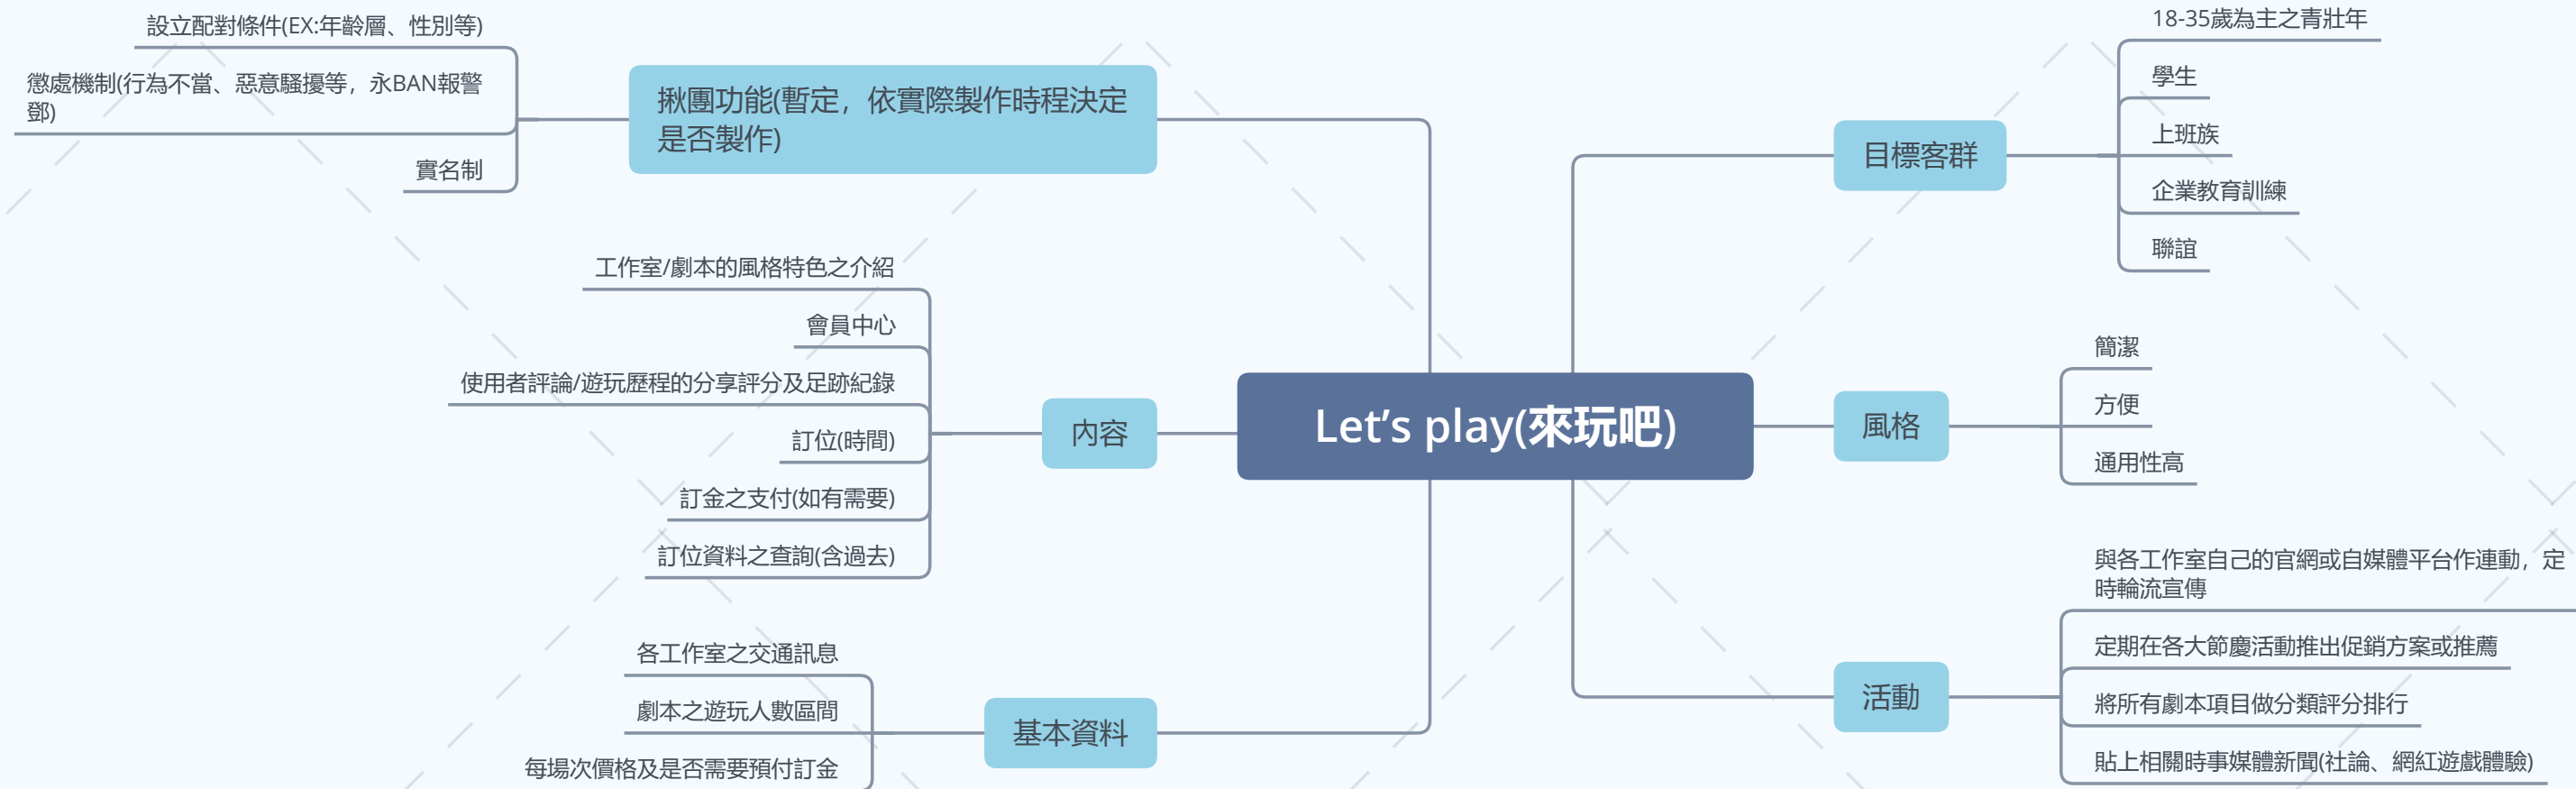 設立配對條件(EX:年齡層、性別等)
懲處機制(行為不當、惡意騷擾等，永BAN報警
鄧)
實名制
揪團功能(暫定，依實際製作時程決定
是否製作)
工作室/劇本的風格特色之介紹
會員中心
使用者評論/遊玩歷程的分享評分及足跡紀錄
訂位(時間)
訂金之支付(如有需要)
訂位資料之查詢(含過去)
內容
各工作室之交通訊息
劇本之遊玩人數區間
每場次價格及是否需要預付訂金
基本資料
Let’s play(來玩吧)
目標客群
18-35歲為主之青壯年
學生
上班族
企業教育訓練
聯誼
風格
簡潔
方便
通用性高
活動
與各工作室自己的官網或自媒體平台作連動，定
時輪流宣傳
定期在各大節慶活動推出促銷方案或推薦
將所有劇本項目做分類評分排行
貼上相關時事媒體新聞(社論、網紅遊戲體驗)